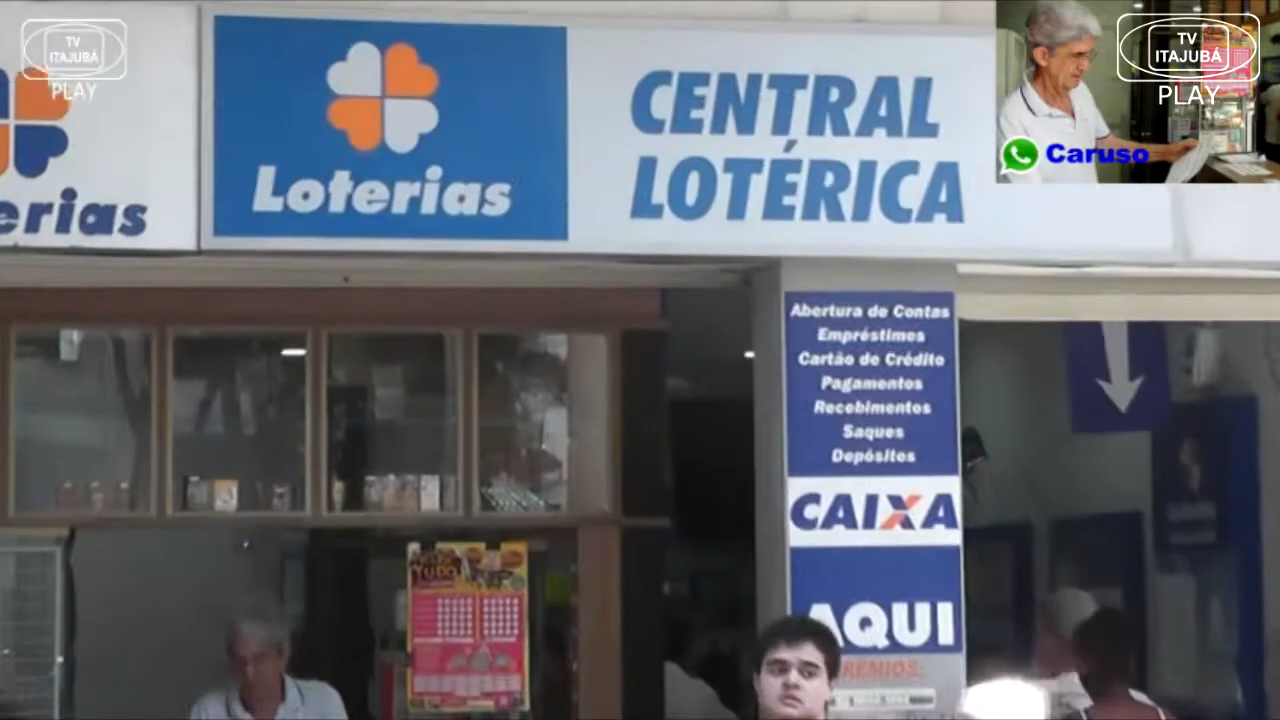 TV
ITAJUBÁ
PLAY
erias
Loterias
CENTRAL
LOTÉRICA
TV
ITAJUBÁ
PLAY
Caruso
Abertura de Contas
Empréstimos
Cartão de Crédito
Pagamentos
Recebimentos
Saques
Depósitos
CAIXA
AQUI
TUDO